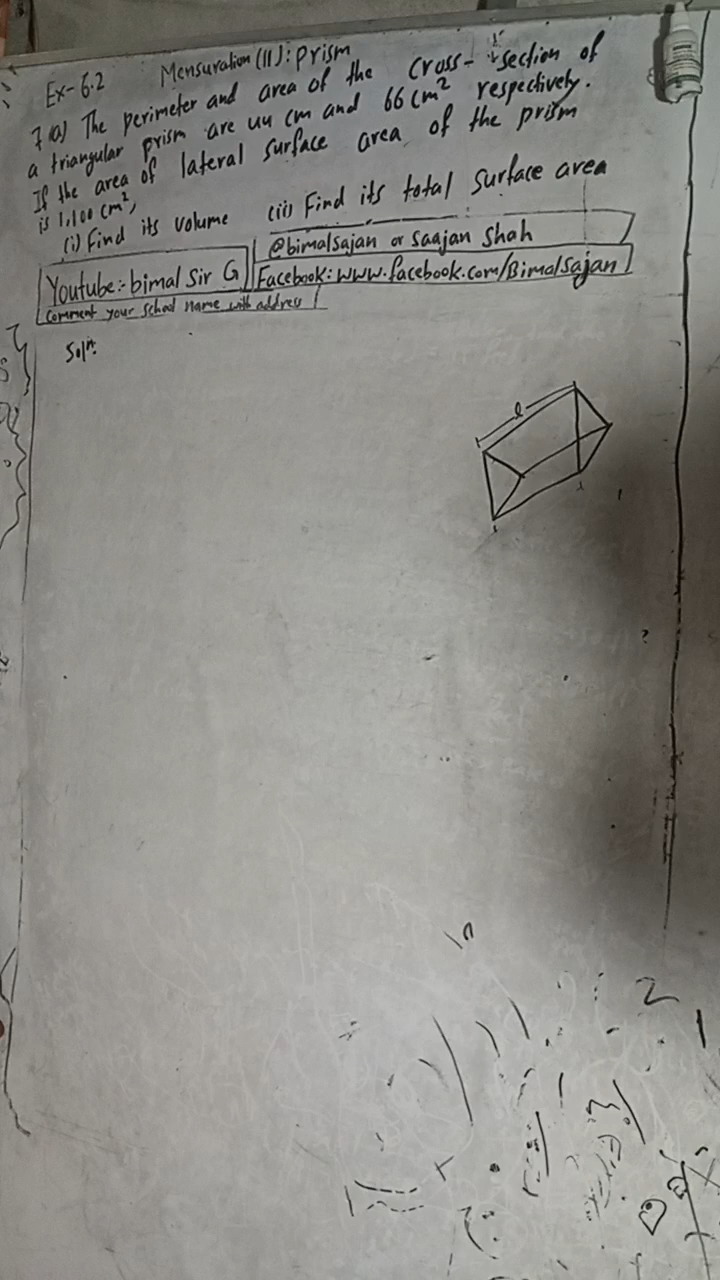 Ex-6.2 Mensuration (II): prism
7 (a) The perimeter and area of the cross-section of
a triangular prism are 44 cm and 66 cm² respectively.
If the area of lateral surface area of the prism
is 1,100 cm²,
(i) Find its volume (ii) Find its total surface area
@bimalsajan or Saajan Shah
Youtube:- bimal Sir G
Facebook: www.facebook.com/Bimalsajan
Comment your School Name with address
Solⁿ:
l